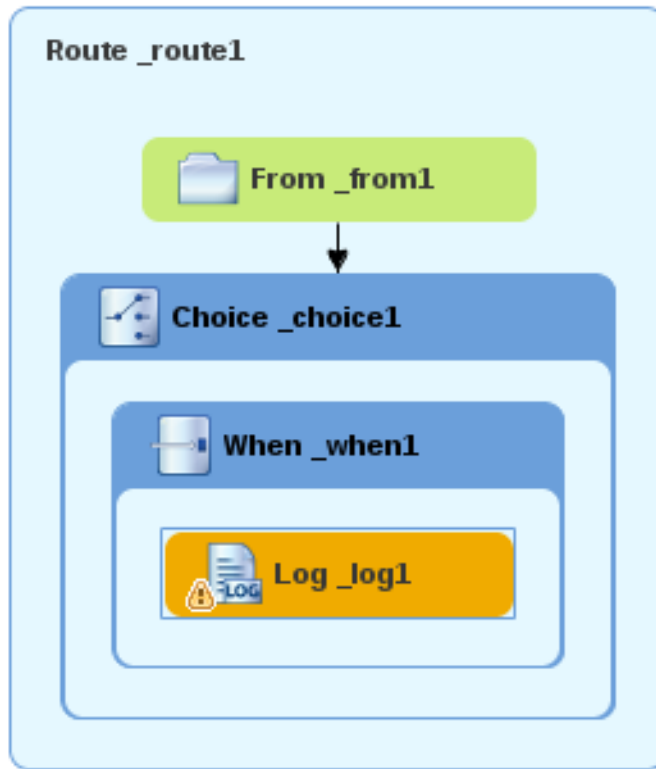 Route _route1
From _from1
Choice _choice1
When _when1
LOG
Log _log1